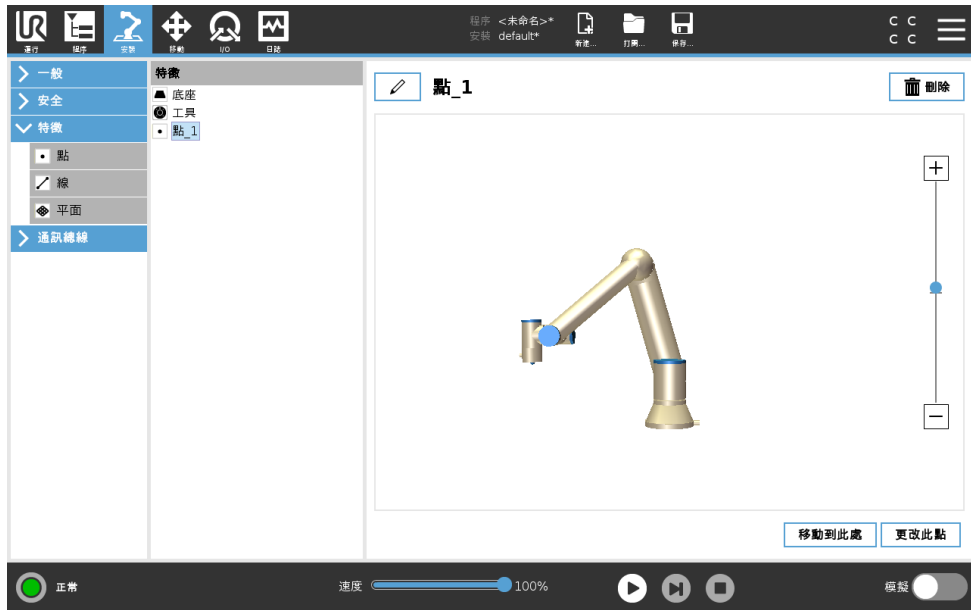 UR
運行
程序
安裝
移動
I/O
日誌
程序 <未命名>*
安裝 default*
新建...
打開...
保存...
C C
C C
一般
安全
特徵
點
線
平面
通訊總線
特徵
底座
工具
點_1
點_1
刪除
+
−
移動到此處
更改此點
正常
速度
100%
模擬